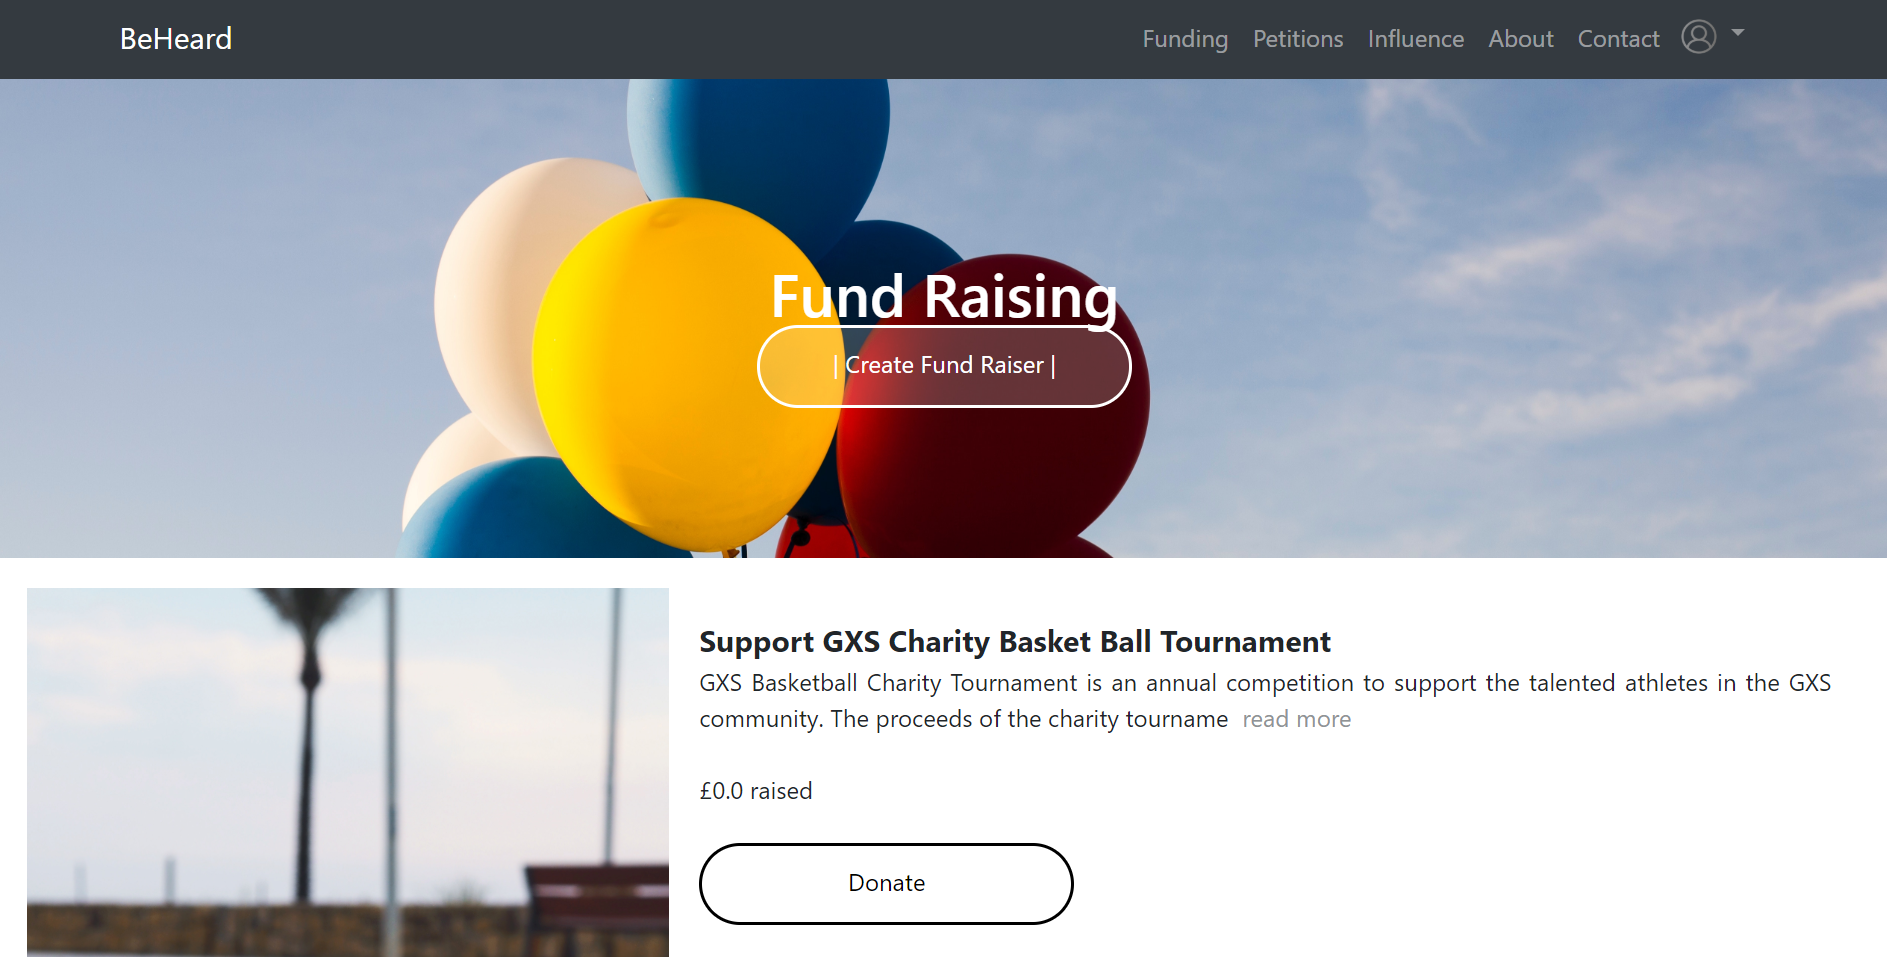 BeHeard
Funding Petitions Influence About Contact
Fund Raising
| Create Fund Raiser |
Support GXS Charity Basket Ball Tournament
GXS Basketball Charity Tournament is an annual competition to support the talented athletes in the GXS
community. The proceeds of the charity tourname read more
£0.0 raised
Donate